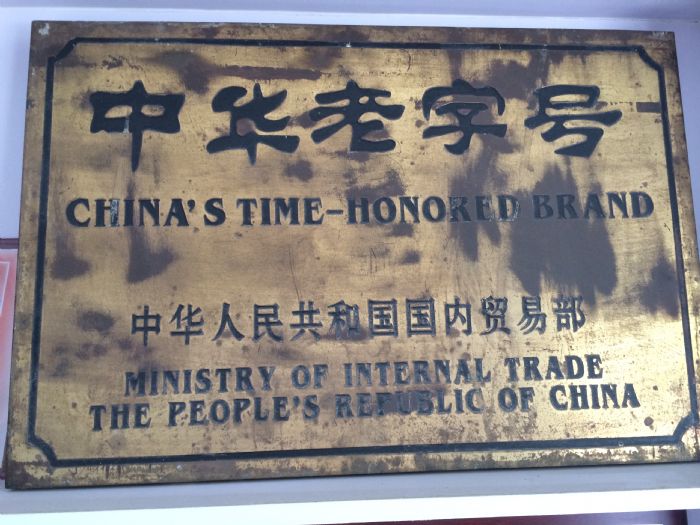 中华老字号
CHINA'S TIME-HONORED BRAND
中华人民共和国国内贸易部
MINISTRY OF INTERNAL TRADE
THE PEOPLE'S REPUBLIC OF CHINA